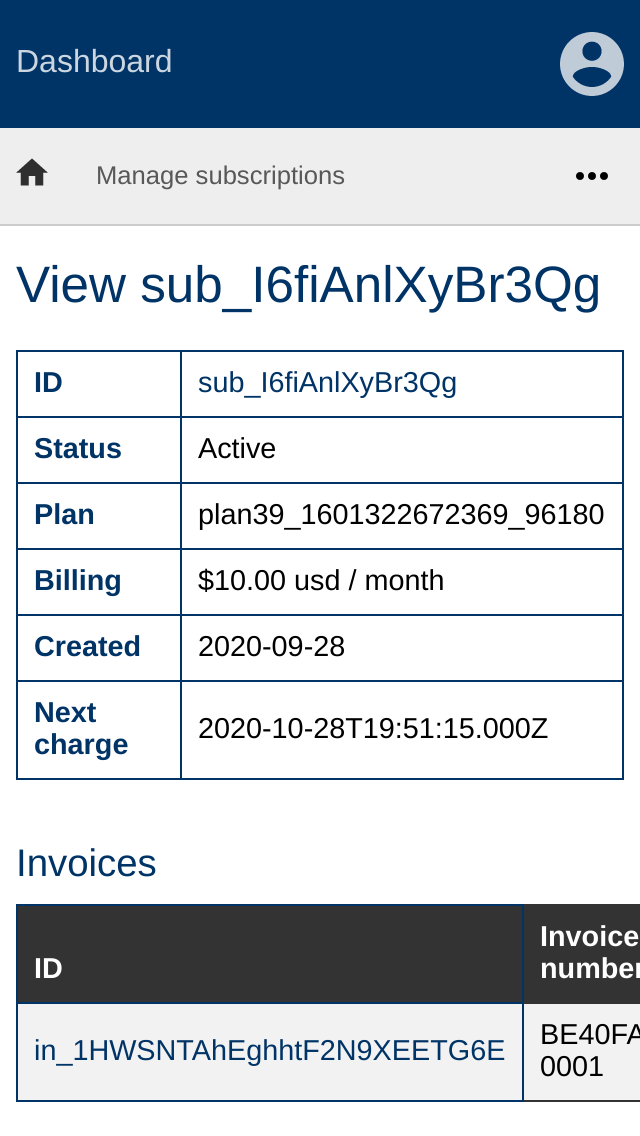 Dashboard
Manage subscriptions
View sub_I6fiAnlXyBr3Qg
ID sub_I6fiAnlXyBr3Qg
Status Active
Plan plan39_1601322672369_96180
Billing $10.00 usd / month
Created 2020-09-28
Next
charge 2020-10-28T19:51:15.000Z
Invoices
ID Invoice
number
in_1HWSNTAhEghhtF2N9XEETG6E BE40FA
0001